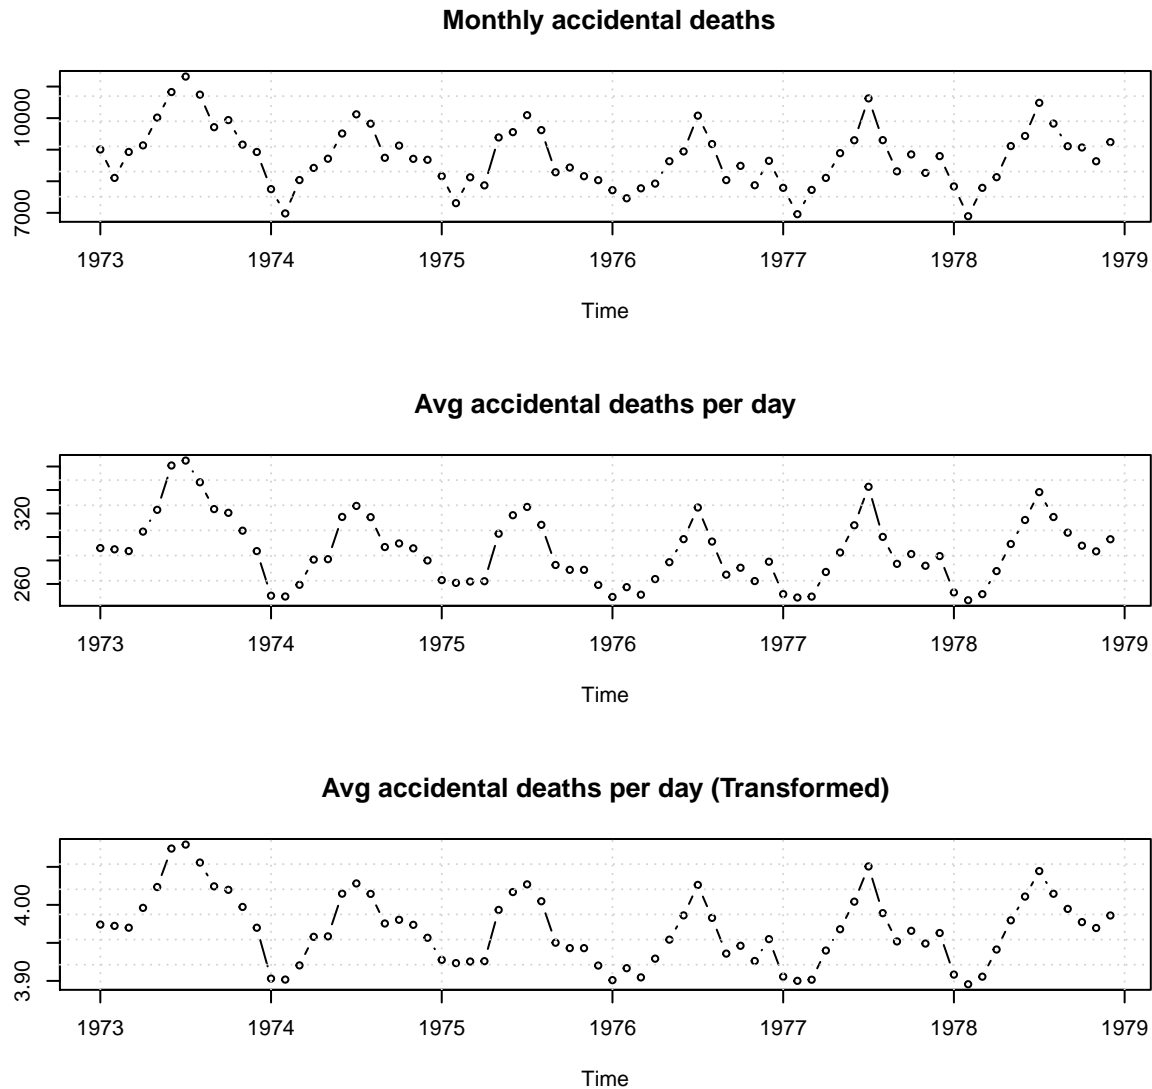 Monthly accidental deaths
10000
7000
1973 1974 1975 1976 1977 1978 1979
Time
Avg accidental deaths per day
320
260
1973 1974 1975 1976 1977 1978 1979
Time
Avg accidental deaths per day (Transformed)
4.00
3.90
1973 1974 1975 1976 1977 1978 1979
Time